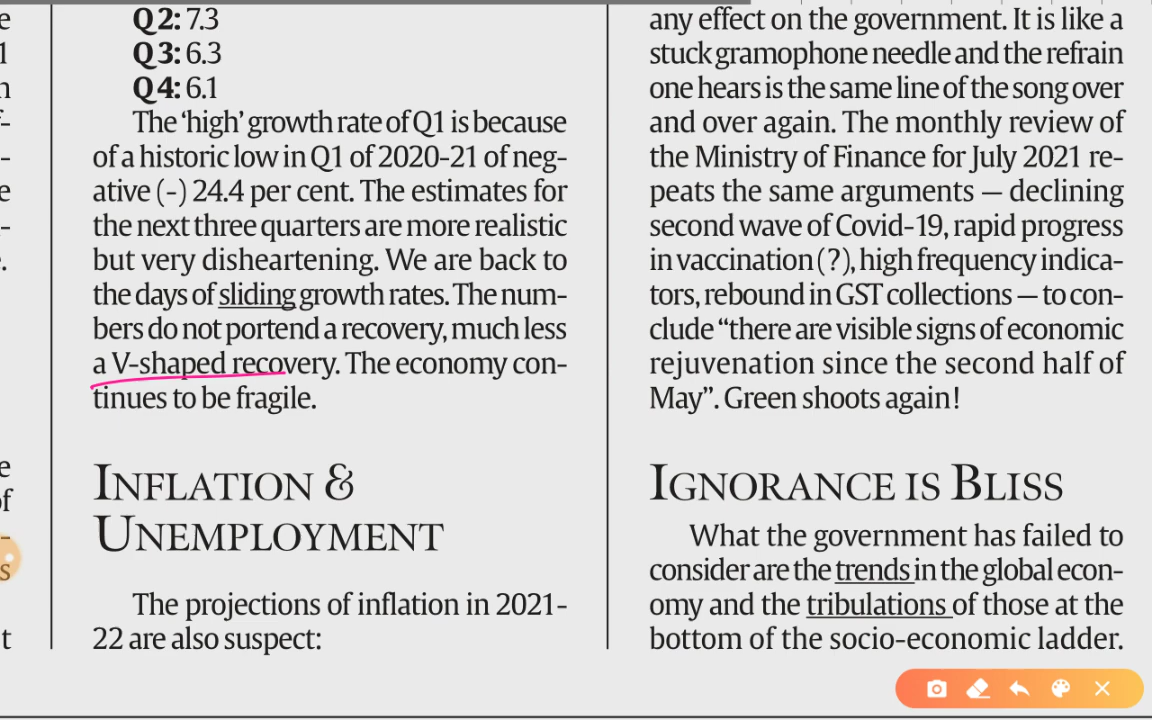 Q2: 7.3
Q3: 6.3
Q4: 6.1
The ‘high’ growth rate of Q1 is because
of a historic low in Q1 of 2020-21 of neg-
ative (-) 24.4 per cent. The estimates for
the next three quarters are more realistic
but very disheartening. We are back to
the days of sliding growth rates. The num-
bers do not portend a recovery, much less
a V-shaped recovery. The economy con-
tinues to be fragile.
INFLATION &
UNEMPLOYMENT
The projections of inflation in 2021-
22 are also suspect:
any effect on the government. It is like a
stuck gramophone needle and the refrain
one hears is the same line of the song over
and over again. The monthly review of
the Ministry of Finance for July 2021 re-
peats the same arguments — declining
second wave of Covid-19, rapid progress
in vaccination (?), high frequency indica-
tors, rebound in GST collections — to con-
clude “there are visible signs of economic
rejuvenation since the second half of
May”. Green shoots again!
IGNORANCE IS BLISS
What the government has failed to
consider are the trends in the global econ-
omy and the tribulations of those at the
bottom of the socio-economic ladder.